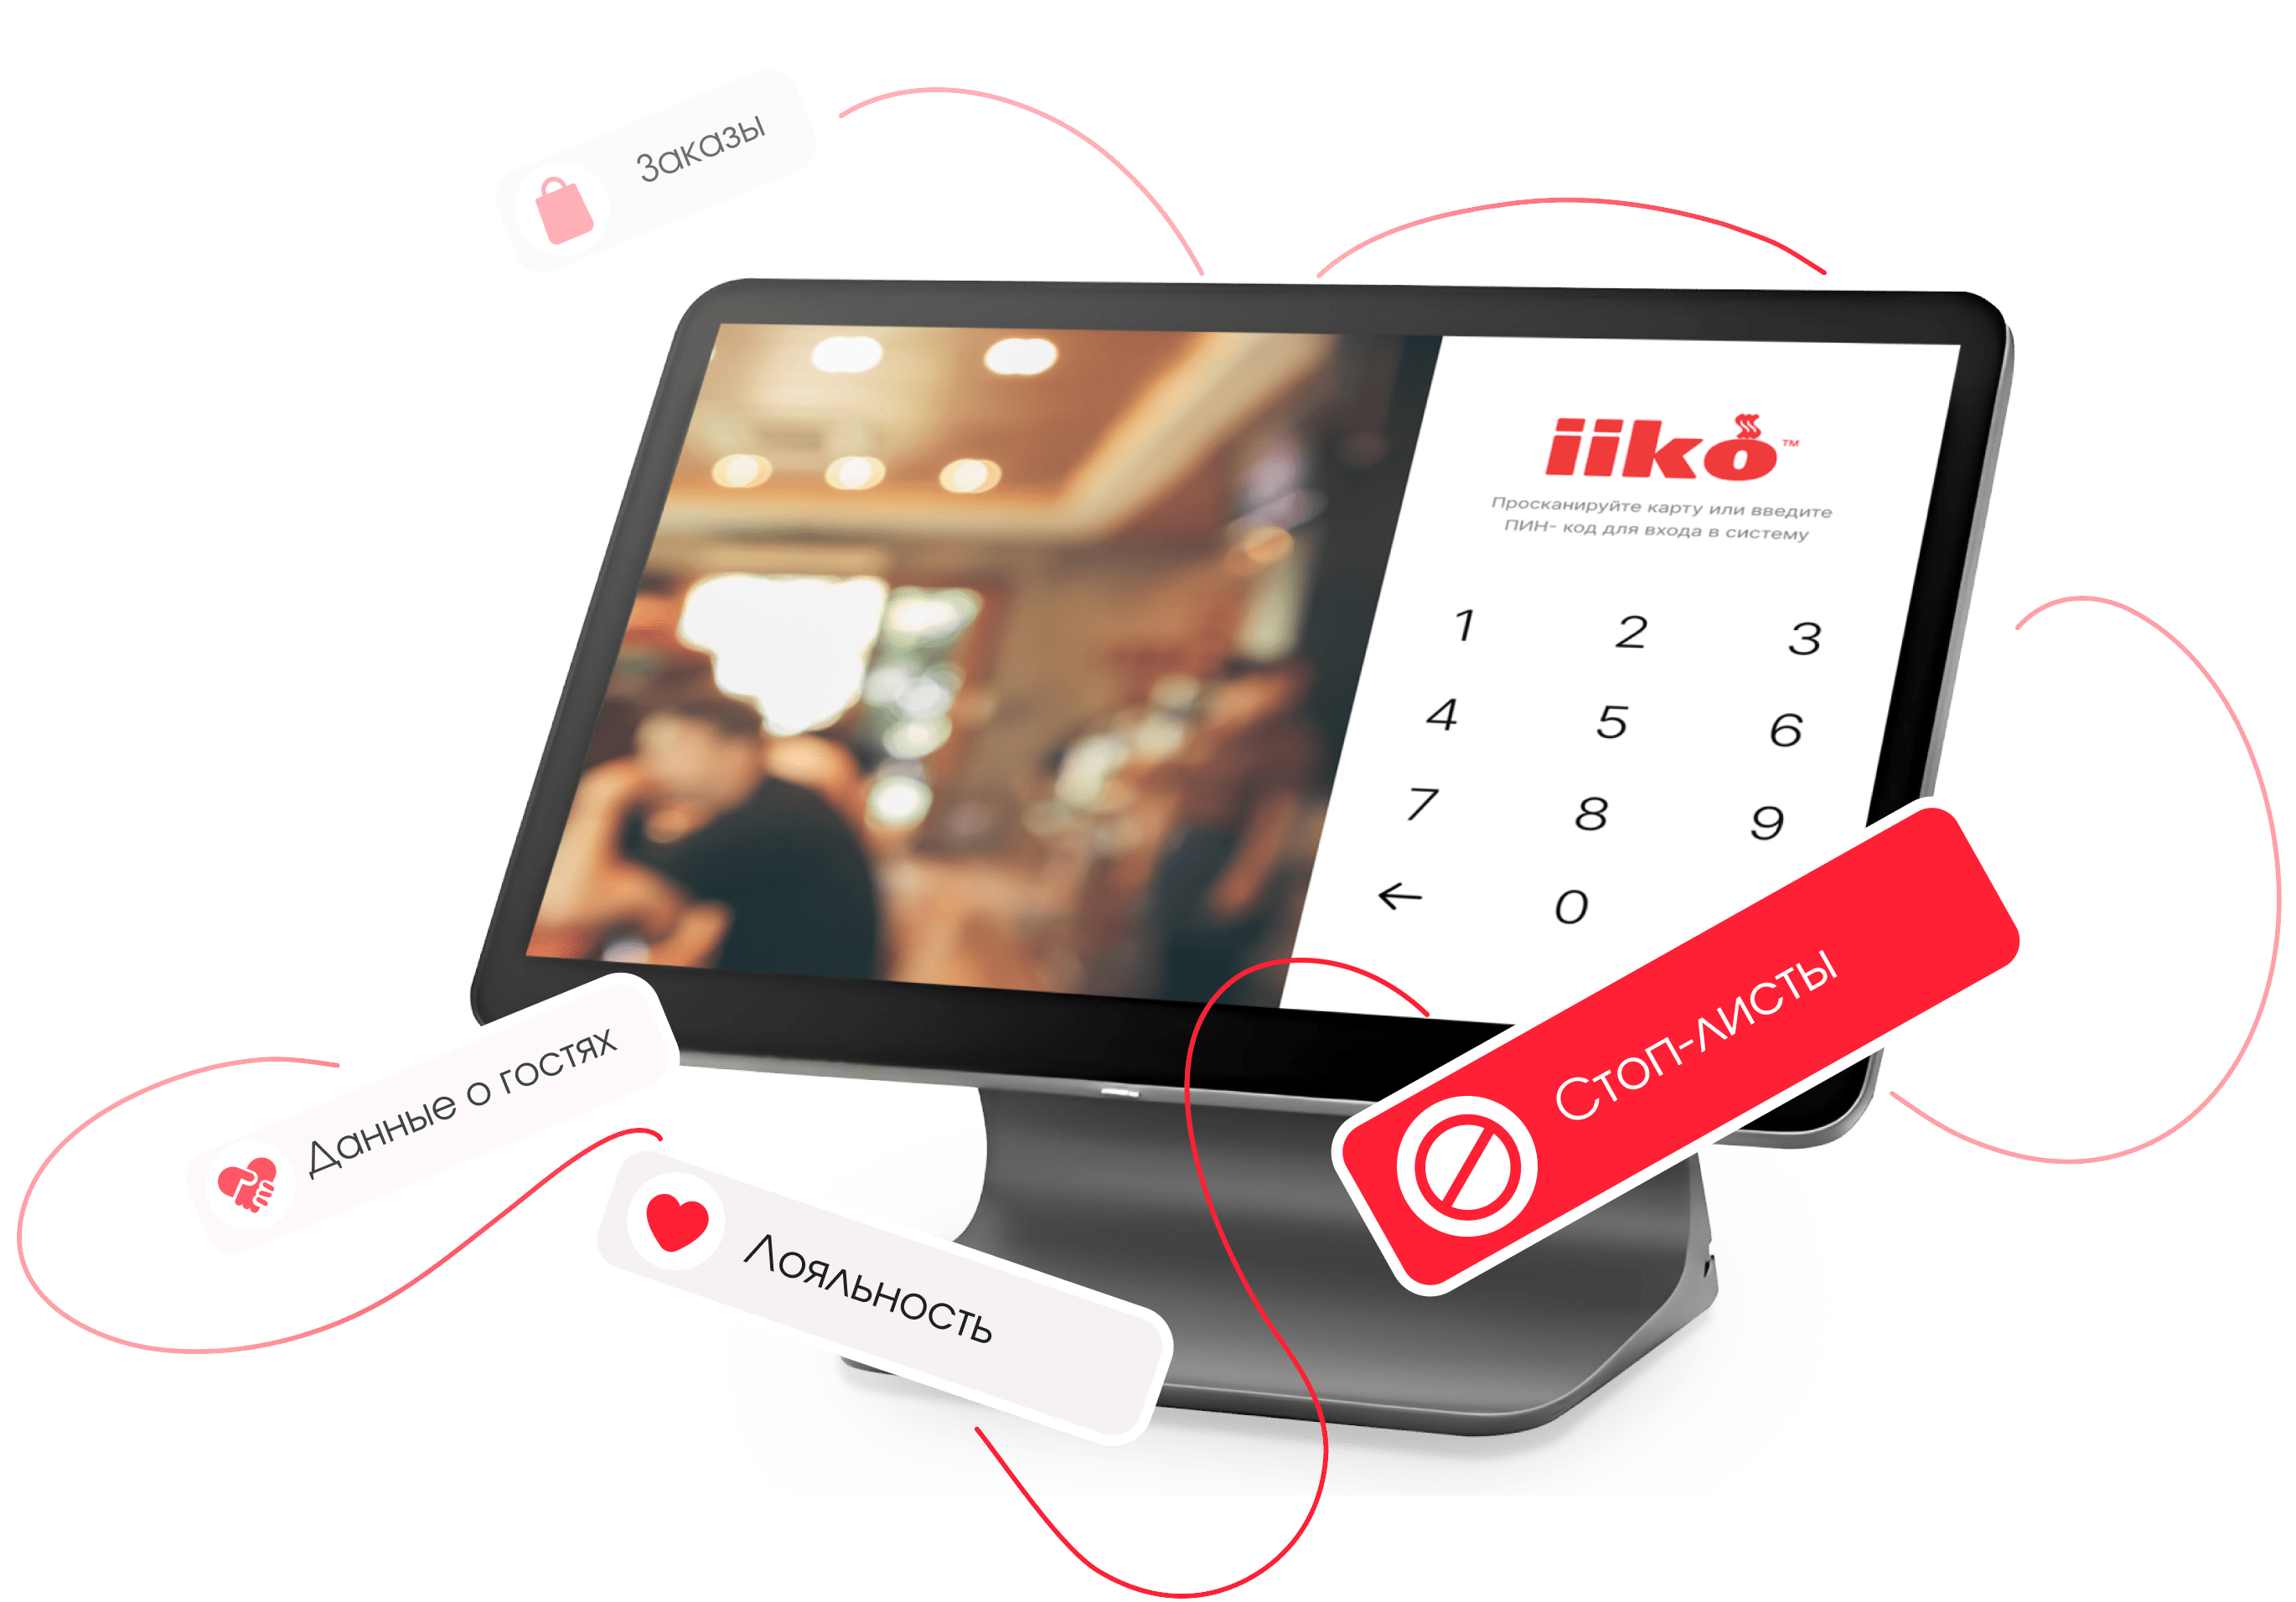 Заказы
iiko™
Просканируйте карту или введите
ПИН- код для входа в систему
1 2 3
4 5 6
7 8 9
← 0
Стоп-листы
Данные о гостях
Лояльность